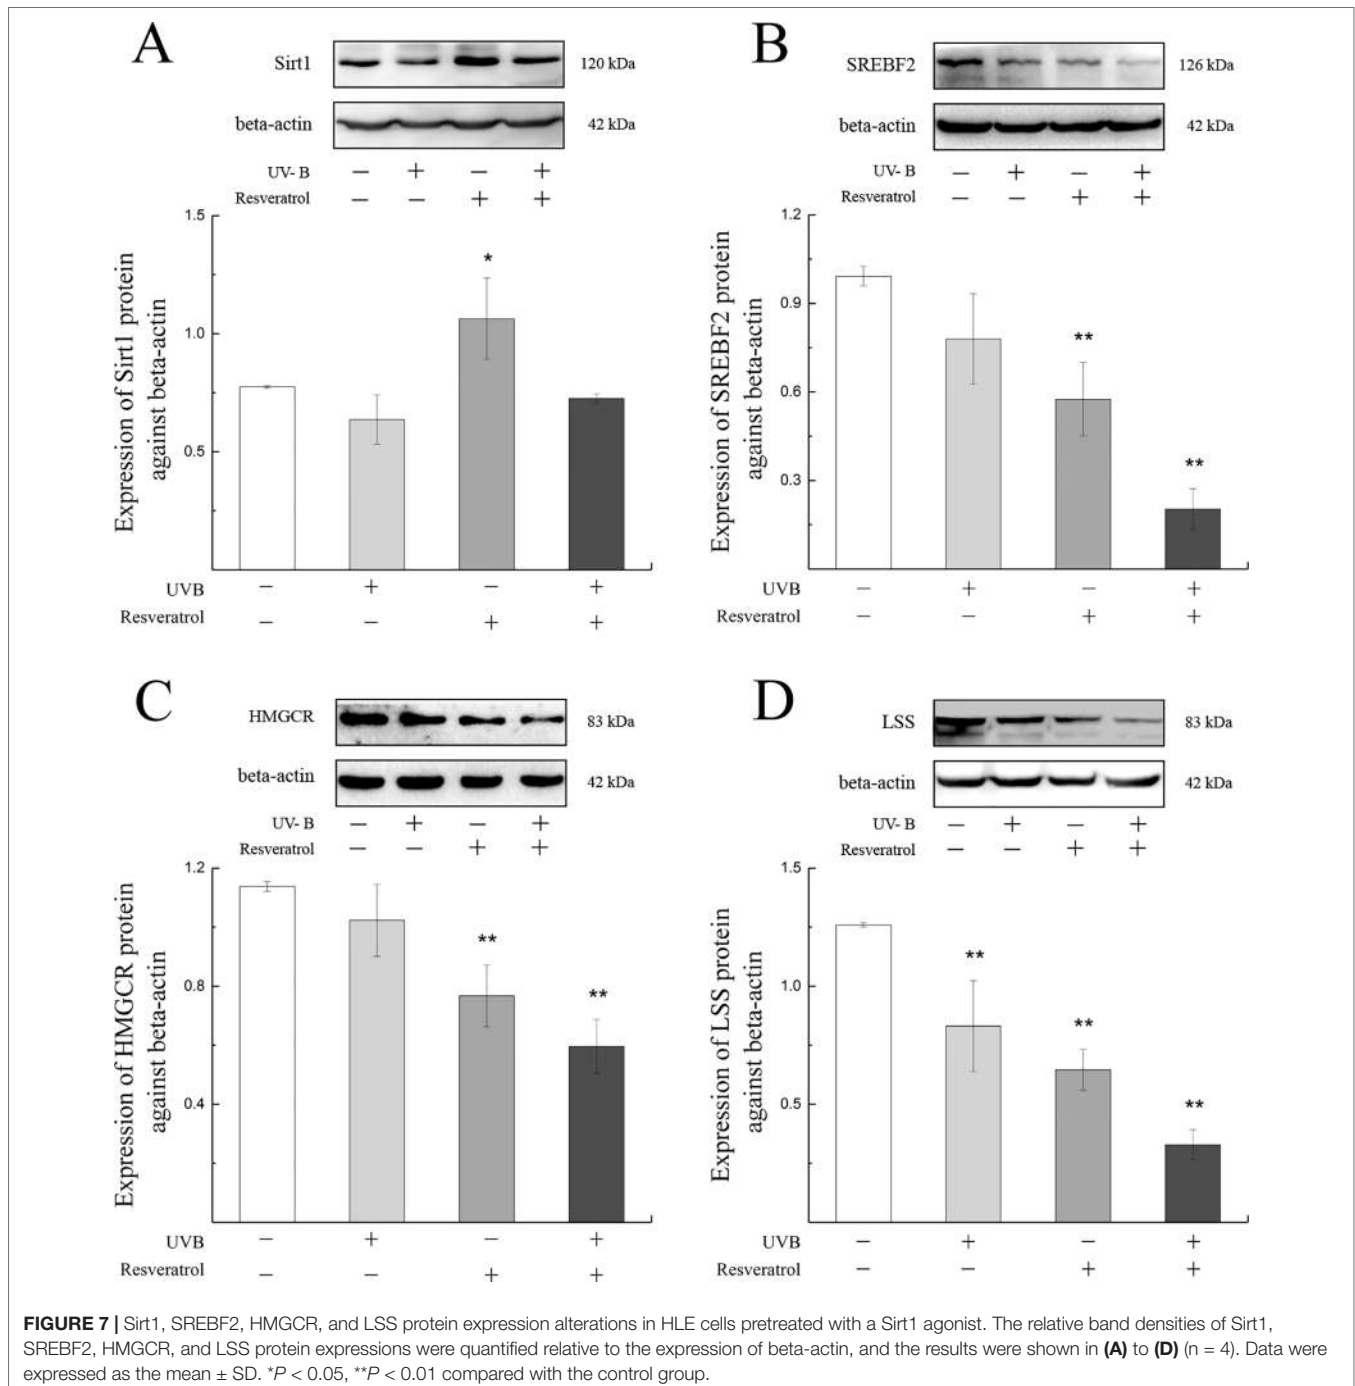 A
Sirt1
120 kDa
beta-actin
42 kDa
UV- B − + − +
Resveratrol − − + +
Expression of Sirt1 protein
against beta-actin
1.5
1.0
0.5
*
UVB − + − +
Resveratrol − − + +
B
SREBF2
126 kDa
beta-actin
42 kDa
UV- B − + − +
Resveratrol − − + +
Expression of SREBF2 protein
against beta-actin
1.2
0.9
0.6
0.3
**
**
UVB − + − +
Resveratrol − − + +
C
HMGCR
83 kDa
beta-actin
42 kDa
UV- B − + − +
Resveratrol − − + +
Expression of HMGCR protein
against beta-actin
1.2
0.8
0.4
**
**
UVB − + − +
Resveratrol − − + +
D
LSS
83 kDa
beta-actin
42 kDa
UV- B − + − +
Resveratrol − − + +
Expression of LSS protein
against beta-actin
1.5
1.0
0.5
**
**
**
UVB − + − +
Resveratrol − − + +
FIGURE 7 | Sirt1, SREBF2, HMGCR, and LSS protein expression alterations in HLE cells pretreated with a Sirt1 agonist. The relative band densities of Sirt1,
SREBF2, HMGCR, and LSS protein expressions were quantified relative to the expression of beta-actin, and the results were shown in (A) to (D) (n = 4). Data were
expressed as the mean ± SD. *P < 0.05, **P < 0.01 compared with the control group.